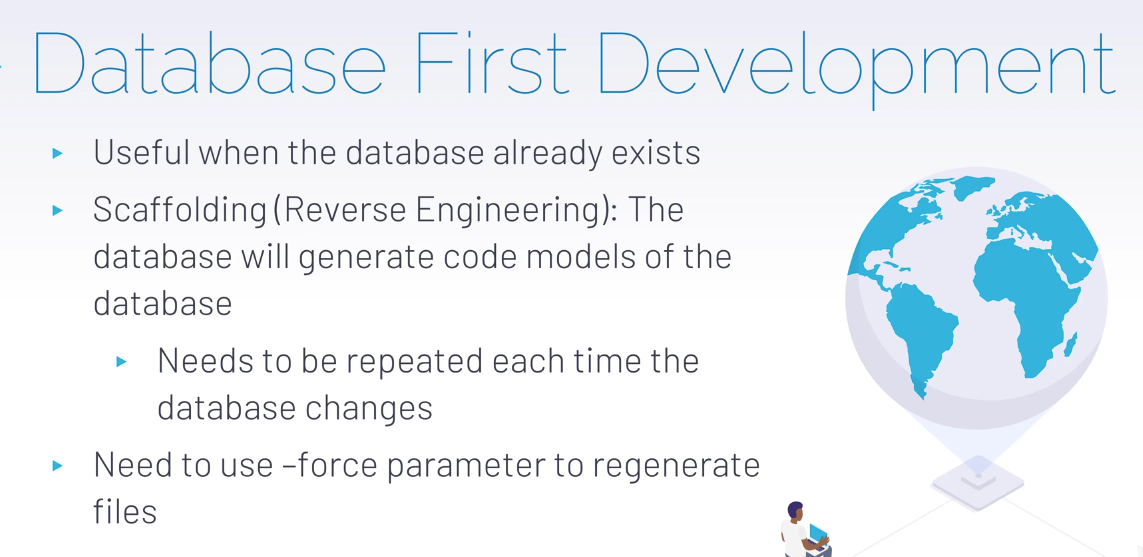 Database First Development
Useful when the database already exists
Scaffolding (Reverse Engineering): The
database will generate code models of the
database
Needs to be repeated each time the
database changes
Need to use –force parameter to regenerate
files